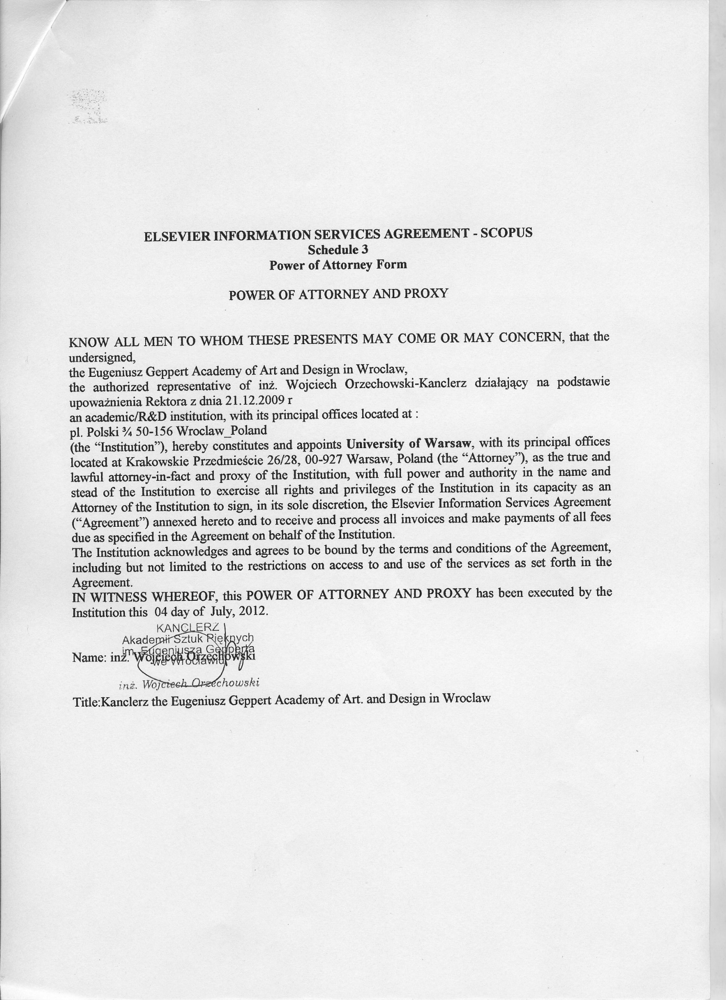 ELSEVIER INFORMATION SERVICES AGREEMENT - SCOPUS
Schedule 3
Power of Attorney Form
POWER OF ATTORNEY AND PROXY
KNOW ALL MEN TO WHOM THESE PRESENTS MAY COME OR MAY CONCERN, that the
undersigned,
the Eugeniusz Geppert Academy of Art and Design in Wroclaw,
the authorized representative of inż. Wojciech Orzechowski-Kanclerz działający na podstawie
upoważnienia Rektora z dnia 21.12.2009 r
an academic/R&D institution, with its principal offices located at :
pl. Polski ¾ 50-156 Wroclaw_Poland
(the “Institution”), hereby constitutes and appoints University of Warsaw, with its principal offices
located at Krakowskie Przedmieście 26/28, 00-927 Warsaw, Poland (the “Attorney”), as the true and
lawful attorney-in-fact and proxy of the Institution, with full power and authority in the name and
stead of the Institution to exercise all rights and privileges of the Institution in its capacity as an
Attorney of the Institution to sign, in its sole discretion, the Elsevier Information Services Agreement
(“Agreement”) annexed hereto and to receive and process all invoices and make payments of all fees
due as specified in the Agreement on behalf of the Institution.
The Institution acknowledges and agrees to be bound by the terms and conditions of the Agreement,
including but not limited to the restrictions on access to and use of the services as set forth in the
Agreement.
IN WITNESS WHEREOF, this POWER OF ATTORNEY AND PROXY has been executed by the
Institution this 04 day of July, 2012.
KANCLERZ
Akademii Sztuk Pięknych
im. Eugeniusza Gepperta
we Wrocławiu
Name: inż. Wojciech Orzechowski
inż. Wojciech Orzechowski
Title:Kanclerz the Eugeniusz Geppert Academy of Art. and Design in Wroclaw